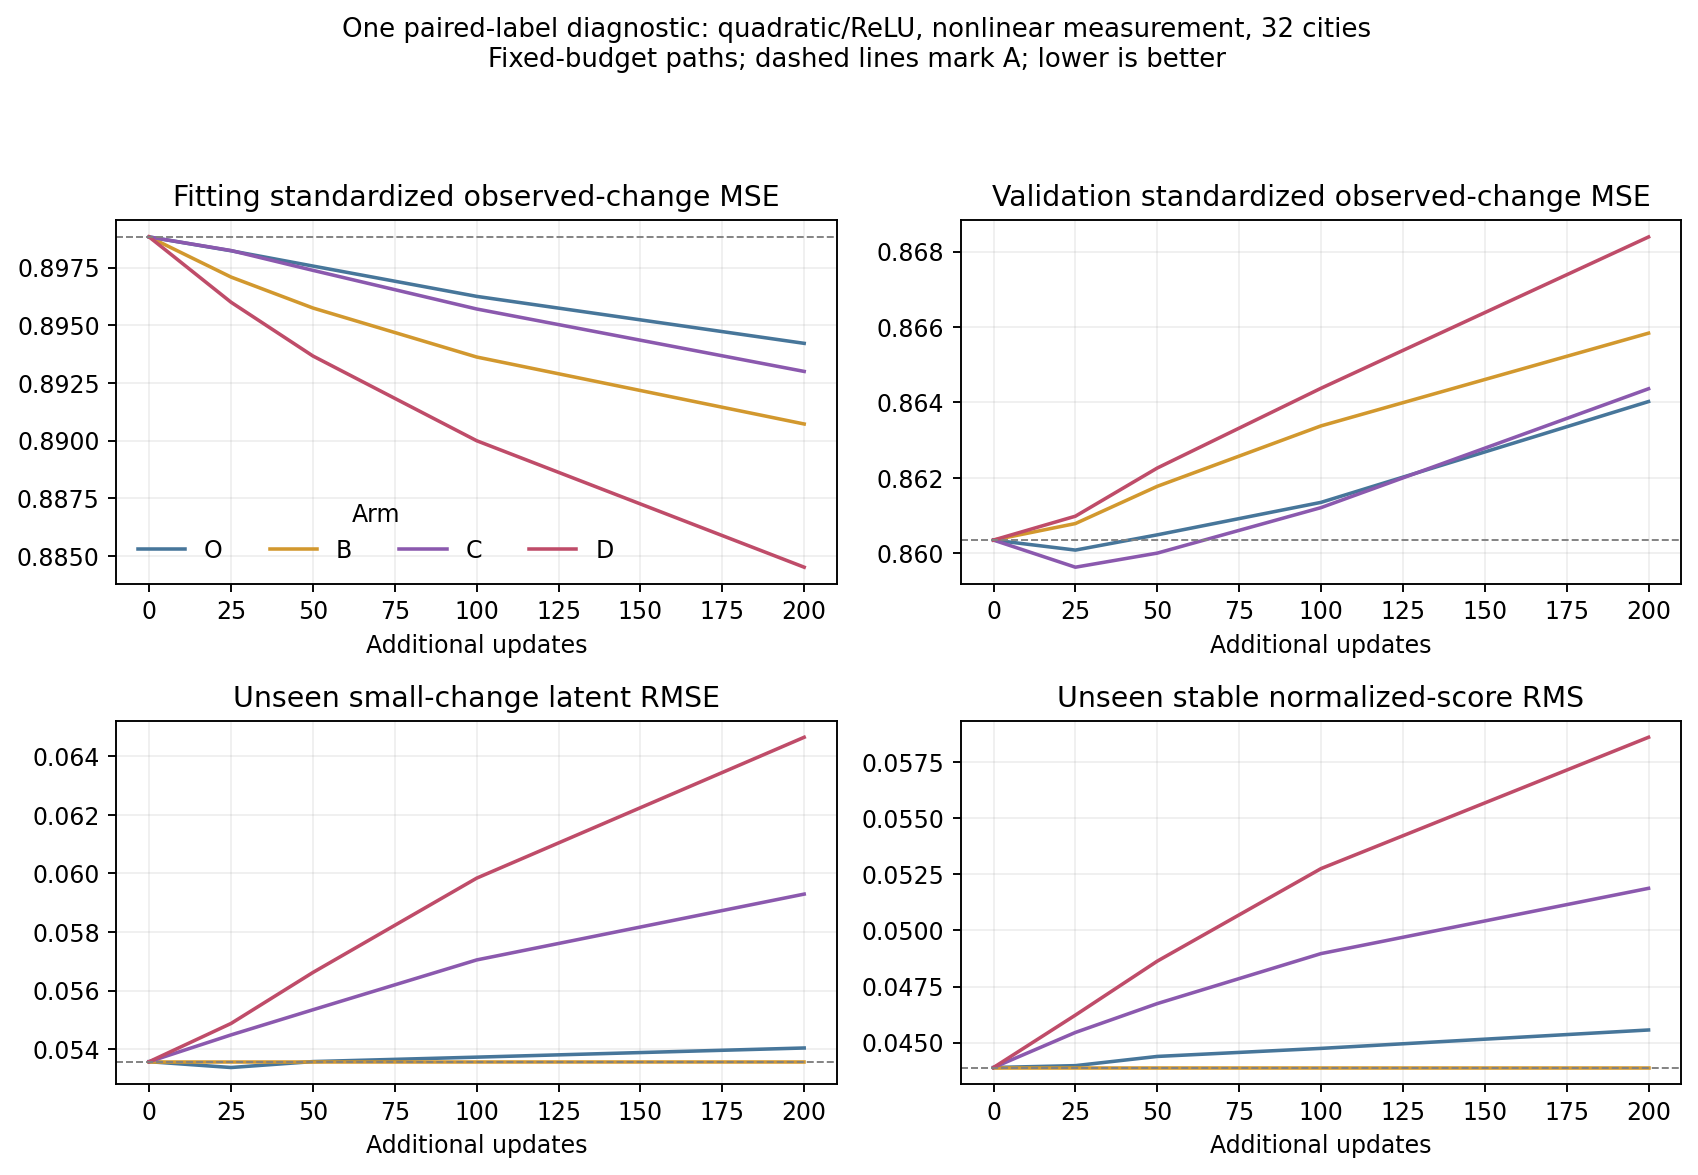 One paired-label diagnostic: quadratic/ReLU, nonlinear measurement, 32 cities
Fixed-budget paths; dashed lines mark A; lower is better
Fitting standardized observed-change MSE
0.8975
0.8950
0.8925
0.8900
0.8875
0.8850
Arm
O B C D
0 25 50 75 100 125 150 175 200
Additional updates
Validation standardized observed-change MSE
0.868
0.866
0.864
0.862
0.860
0 25 50 75 100 125 150 175 200
Additional updates
Unseen small-change latent RMSE
0.064
0.062
0.060
0.058
0.056
0.054
0 25 50 75 100 125 150 175 200
Additional updates
Unseen stable normalized-score RMS
0.0575
0.0550
0.0525
0.0500
0.0475
0.0450
0 25 50 75 100 125 150 175 200
Additional updates